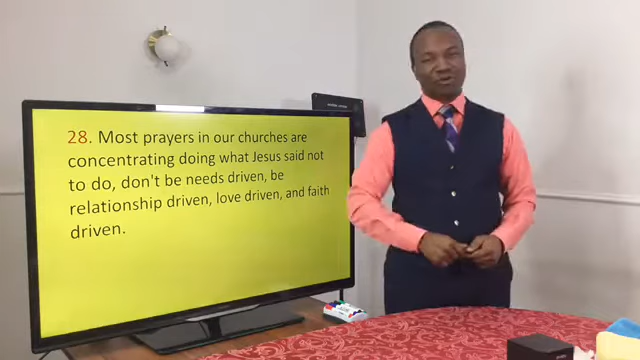 28. Most prayers in our churches are
concentrating doing what Jesus said not
to do, don't be needs driven, be
relationship driven, love driven, and faith
driven.